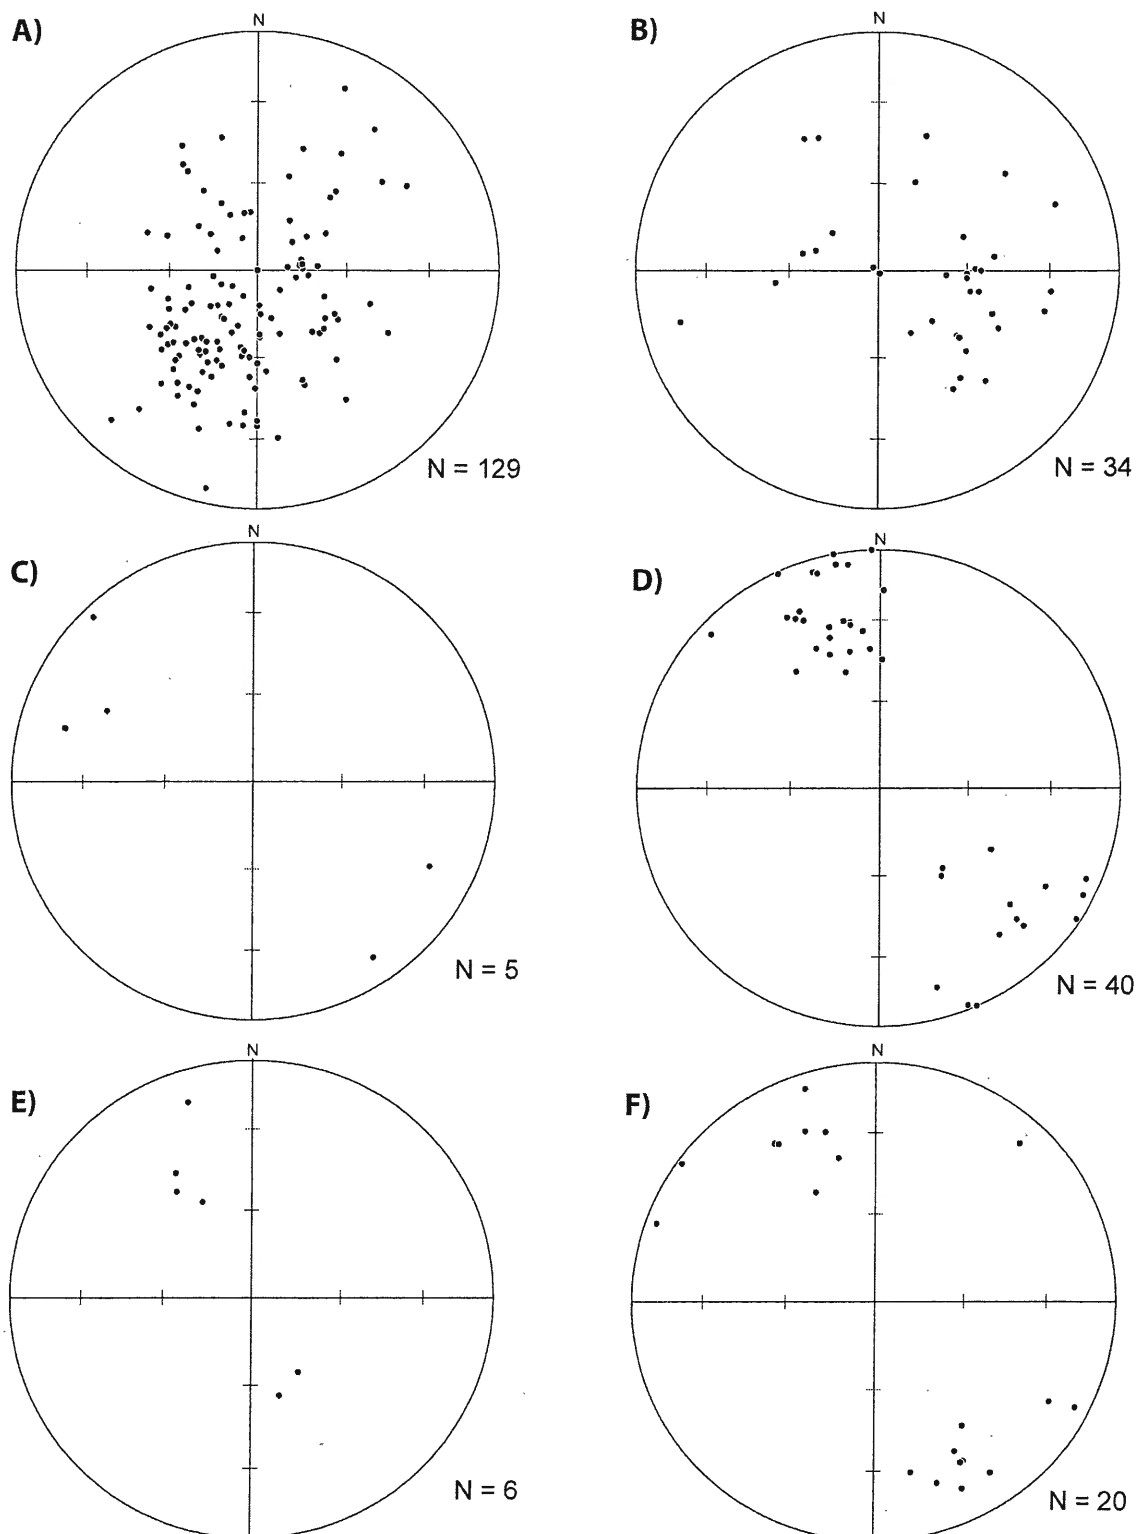 A)
N
N = 129
B)
N
N = 34
C)
N
N = 5
D)
N
N = 40
E)
N
N = 6
F)
N
N = 20